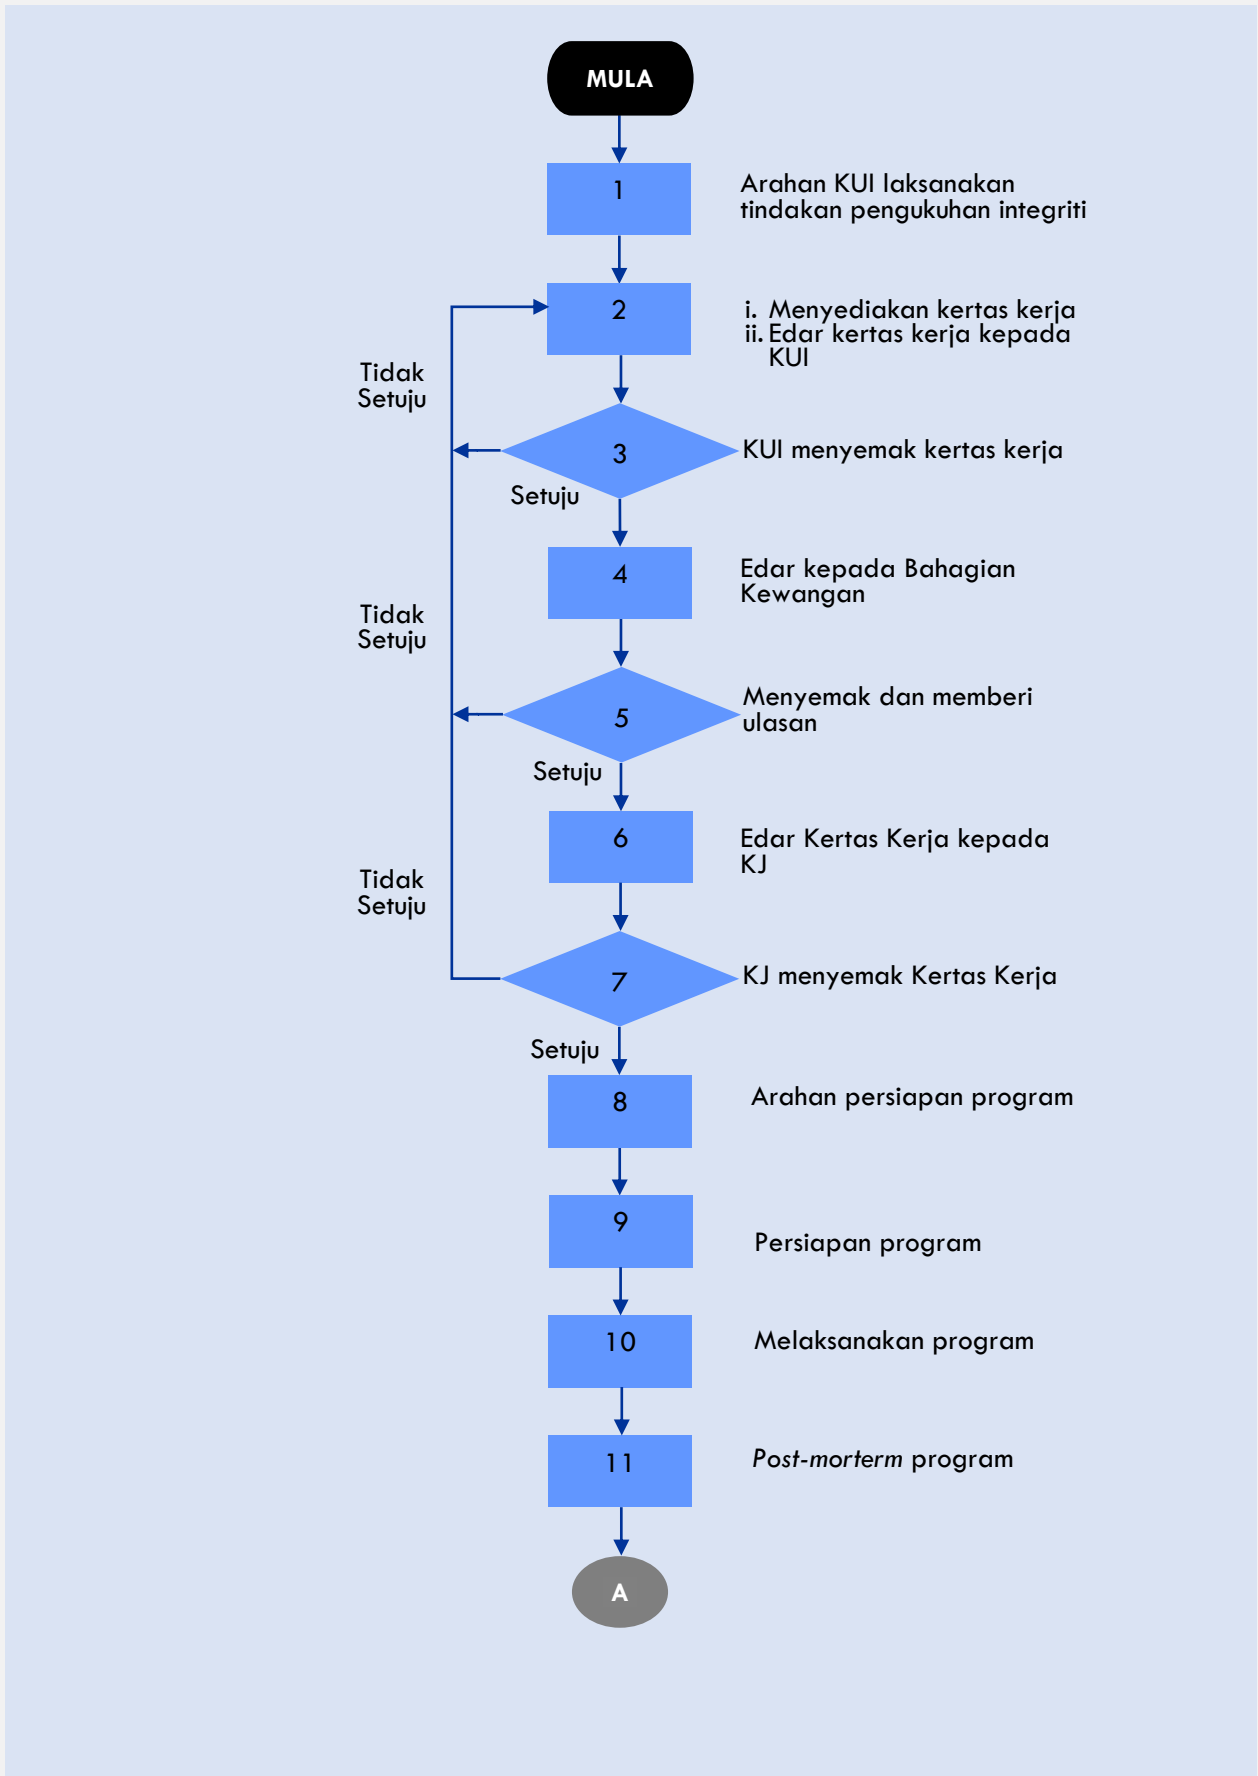 MULA
1
Arahan KUI laksanakan
tindakan pengukuhan integriti
2
i. Menyediakan kertas kerja
ii. Edar kertas kerja kepada
KUI
Tidak
Setuju
3
KUI menyemak kertas kerja
Setuju
4
Edar kepada Bahagian
Kewangan
Tidak
Setuju
5
Menyemak dan memberi
ulasan
Setuju
6
Edar Kertas Kerja kepada
KJ
Tidak
Setuju
7
KJ menyemak Kertas Kerja
Setuju
8
Arahan persiapan program
9
Persiapan program
10
Melaksanakan program
11
Post-morterm program
A